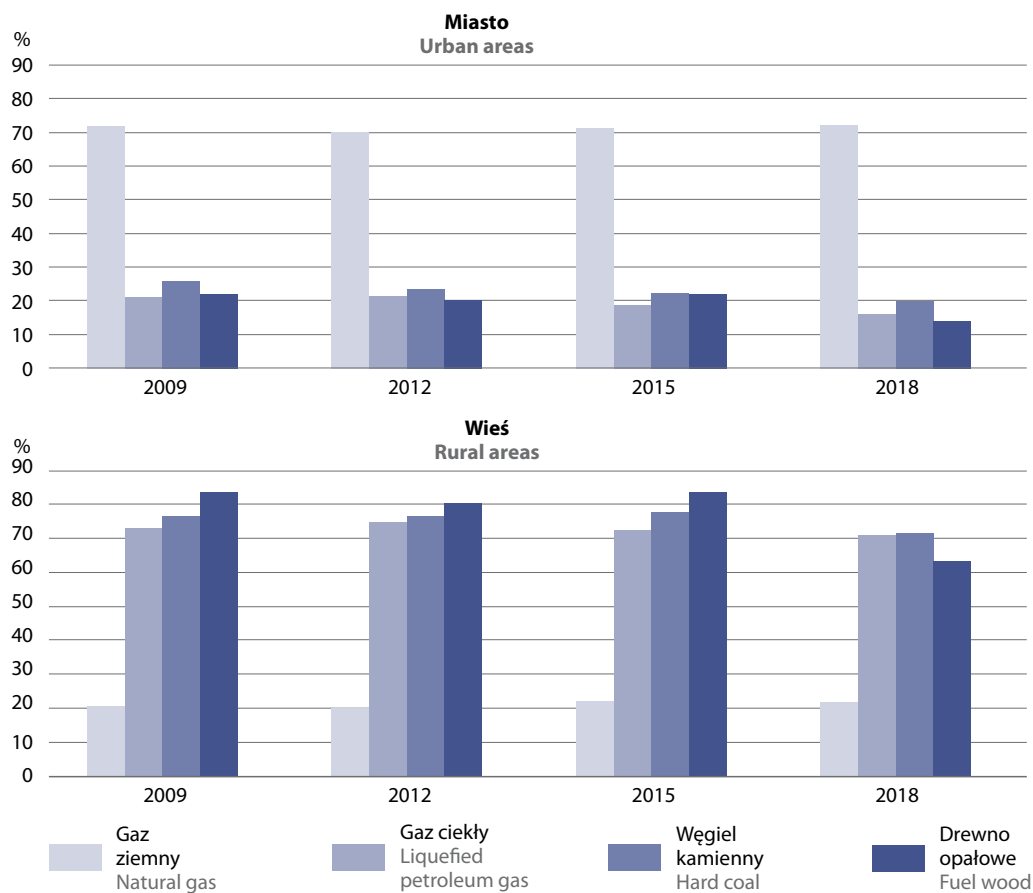 Miasto
Urban areas
%
90
80
70
60
50
40
30
20
10
0
2009 2012 2015 2018
Wieś
Rural areas
%
90
80
70
60
50
40
30
20
10
0
2009 2012 2015 2018
Gaz
ziemny
Natural gas
Gaz ciekły
Liquefied
petroleum gas
Węgiel
kamienny
Hard coal
Drewno
opałowe
Fuel wood